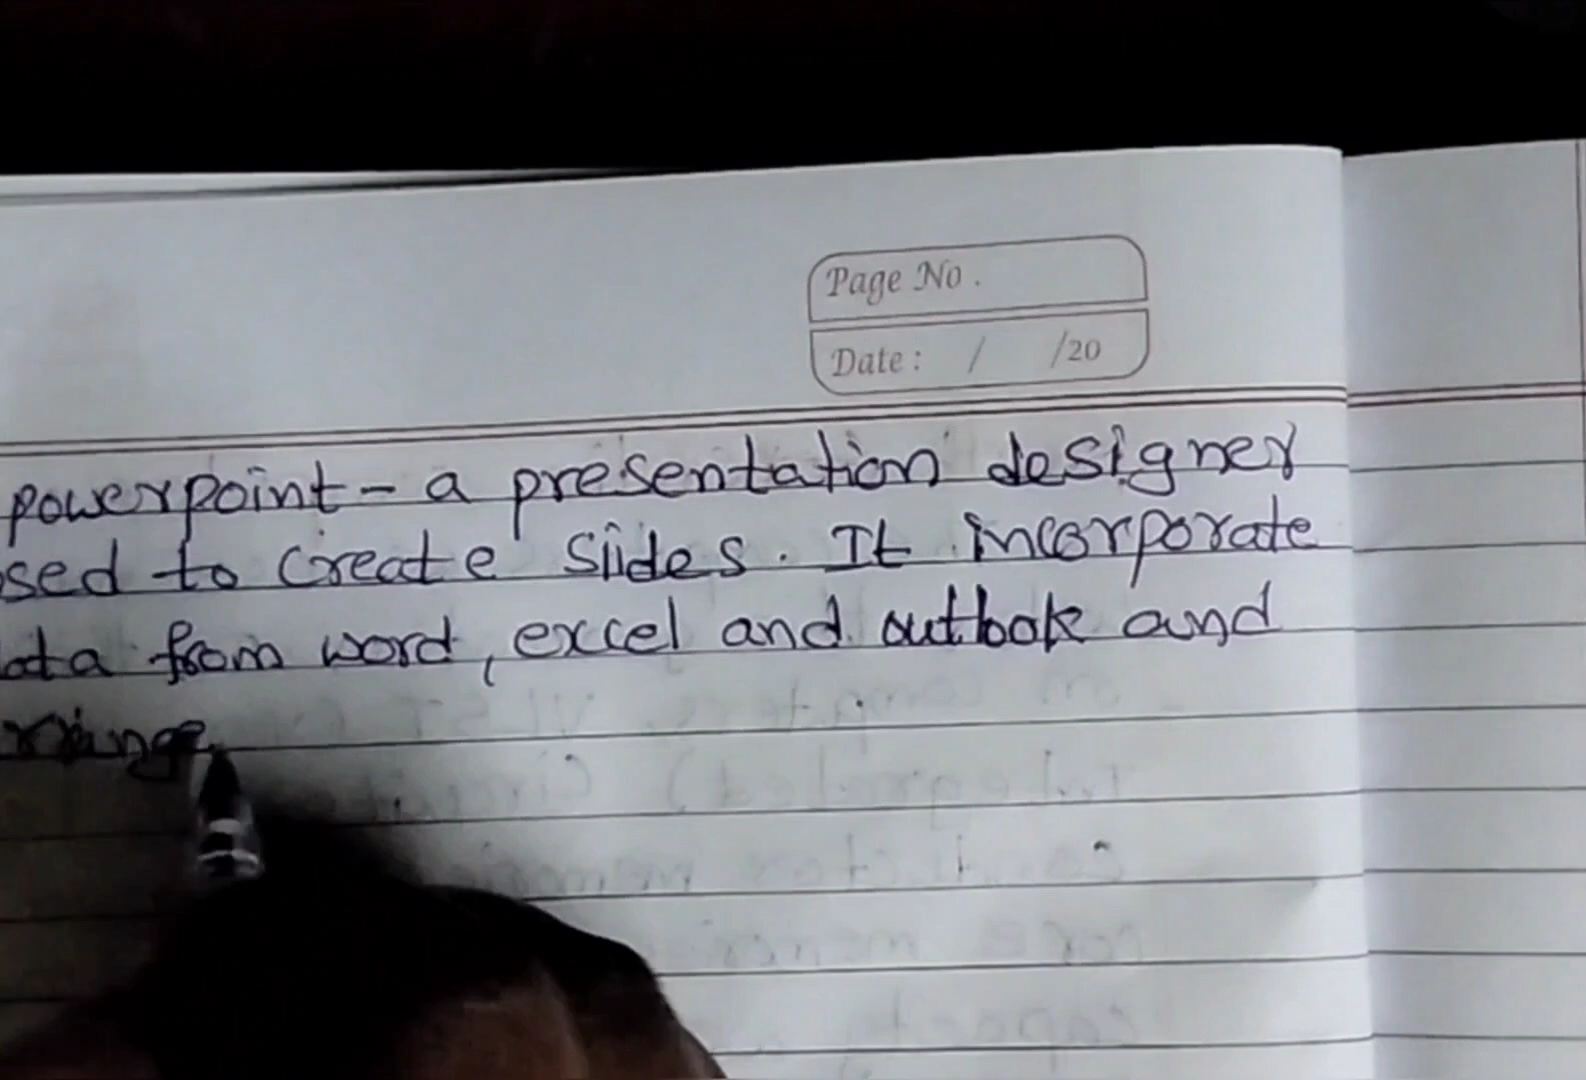 Page No .
Date : / /20
powerpoint - a presentation designer
sed to create slides. It incorporate
ata from word, excel and outlook and